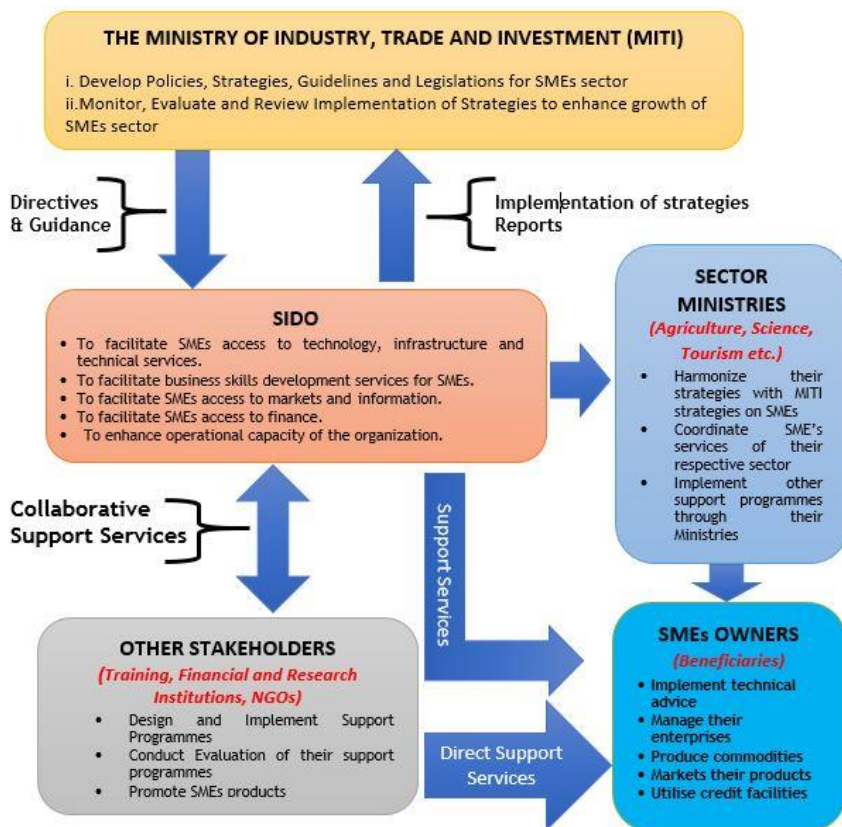 THE MINISTRY OF INDUSTRY, TRADE AND INVESTMENT (MITI)
i. Develop Policies, Strategies, Guidelines and Legislations for SMEs sector
ii.Monitor, Evaluate and Review Implementation of Strategies to enhance growth of
SMEs sector
Directives
& Guidance
Implementation of strategies
Reports
SIDO
• To facilitate SMEs access to technology, infrastructure and
technical services.
• To facilitate business skills development services for SMEs.
• To facilitate SMEs access to markets and information.
• To facilitate SMEs access to finance.
• To enhance operational capacity of the organization.
SECTOR
MINISTRIES
(Agriculture, Science,
Tourism etc.)
• Harmonize their
strategies with MITI
strategies on SMEs
• Coordinate SME's
services of their
respective sector
• Implement other
support programmes
through their
Ministries
Collaborative
Support Services
Support Services
OTHER STAKEHOLDERS
(Training, Financial and Research
Institutions, NGOs)
• Design and Implement Support
Programmes
• Conduct Evaluation of their support
programmes
• Promote SMEs products
Direct Support
Services
SMEs OWNERS
(Beneficiaries)
• Implement technical
advice
• Manage their
enterprises
• Produce commodities
• Markets their products
• Utilise credit facilities